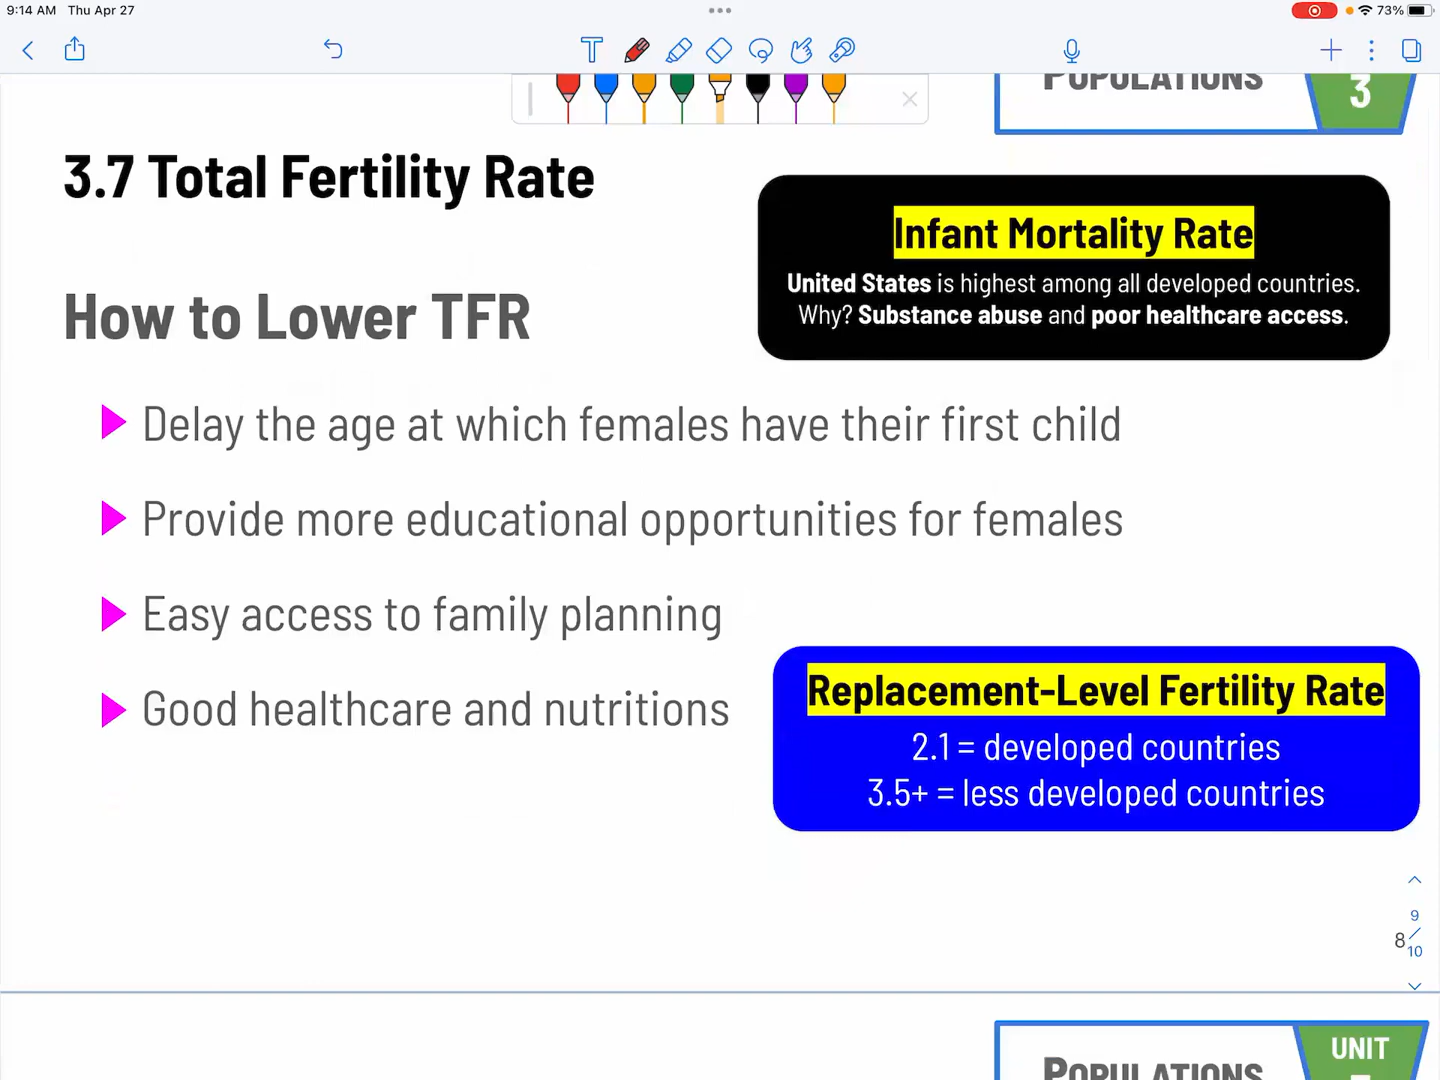 9:14 AM Thu Apr 27
73%
POPULATIONS
3
3.7 Total Fertility Rate
Infant Mortality Rate
United States is highest among all developed countries.
Why? Substance abuse and poor healthcare access.
How to Lower TFR
Delay the age at which females have their first child
Provide more educational opportunities for females
Easy access to family planning
Good healthcare and nutritions
Replacement-Level Fertility Rate
2.1 = developed countries
3.5+ = less developed countries
9
8
/
10
POPULATIONS
UNIT